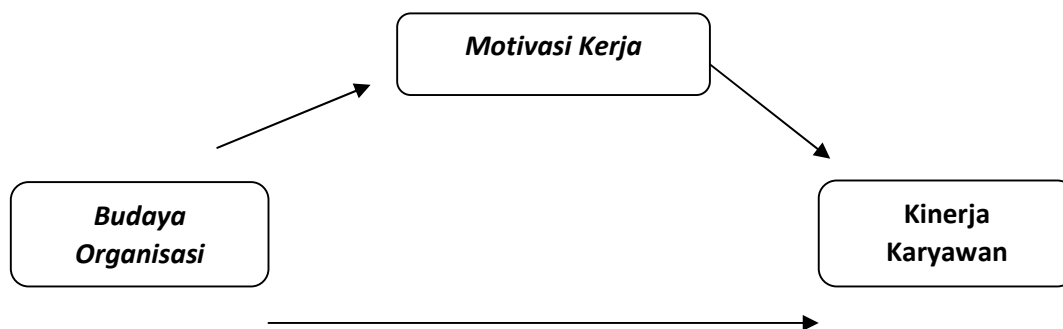 Motivasi Kerja
Budaya
Organisasi
Kinerja
Karyawan